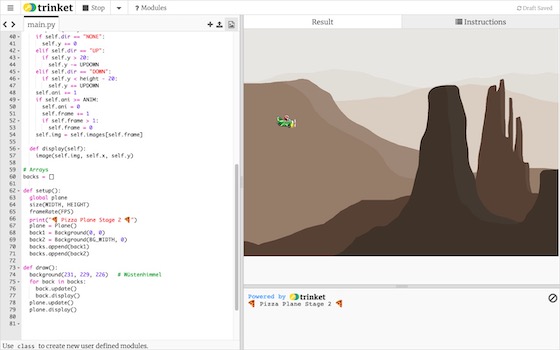 trinket
Stop
? Modules
Draft Saved
main.py
Result
Instructions
40 if self.dir == "NONE":
41 self.y += 0
42 elif self.dir == "UP":
43 if self.y > 20:
44 self.y -= UPDOWN
45 elif self.dir == "DOWN":
46 if self.y < height - 20:
47 self.y += UPDOWN
48 self.ani += 1
49 if self.ani >= ANIM:
50 self.ani = 0
51 self.frame += 1
52 if self.frame > 1:
53 self.frame = 0
54 self.img = self.images[self.frame]
55
56 def display(self):
57 image(self.img, self.x, self.y)
58
59 # Arrays
60 backs = []
61
62 def setup():
63 global plane
64 size(WIDTH, HEIGHT)
65 frameRate(FPS)
66 print("🍕 Pizza Plane Stage 2 🍕")
67 plane = Plane()
68 back1 = Background(0, 0)
69 back2 = Background(BG_WIDTH, 0)
70 backs.append(back1)
71 backs.append(back2)
72
73 def draw():
74 background(231, 229, 226) # Wüstenhimmel
75 for back in backs:
76 back.update()
77 back.display()
78 plane.update()
79 plane.display()
80
81
Powered by trinket
🍕 Pizza Plane Stage 2 🍕
Use class to create new user defined modules.